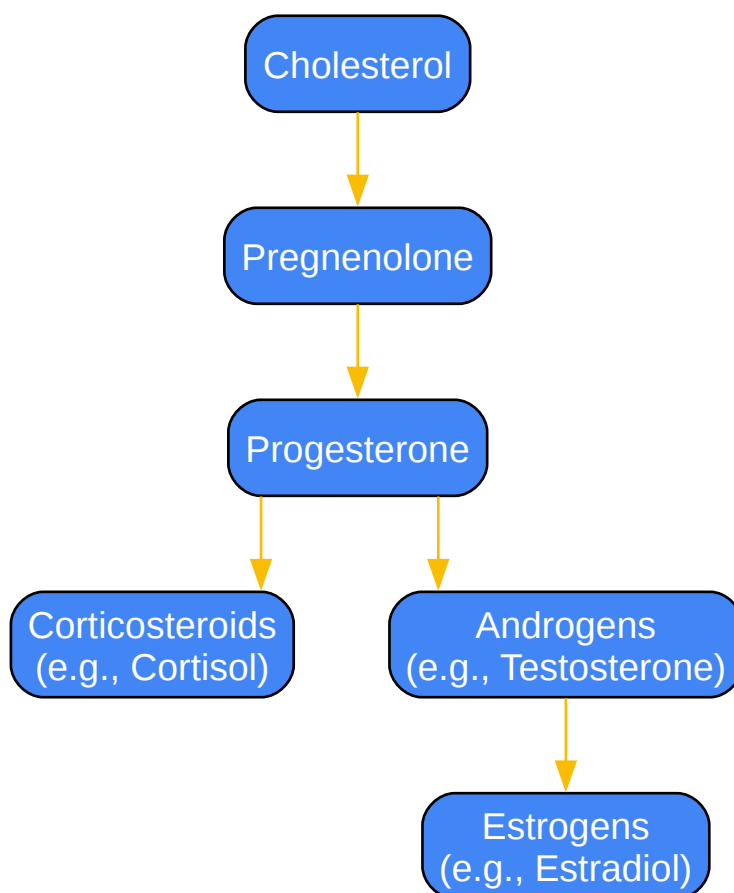 Cholesterol
Pregnenolone
Progesterone
Corticosteroids
(e.g., Cortisol)
Androgens
(e.g., Testosterone)
Estrogens
(e.g., Estradiol)